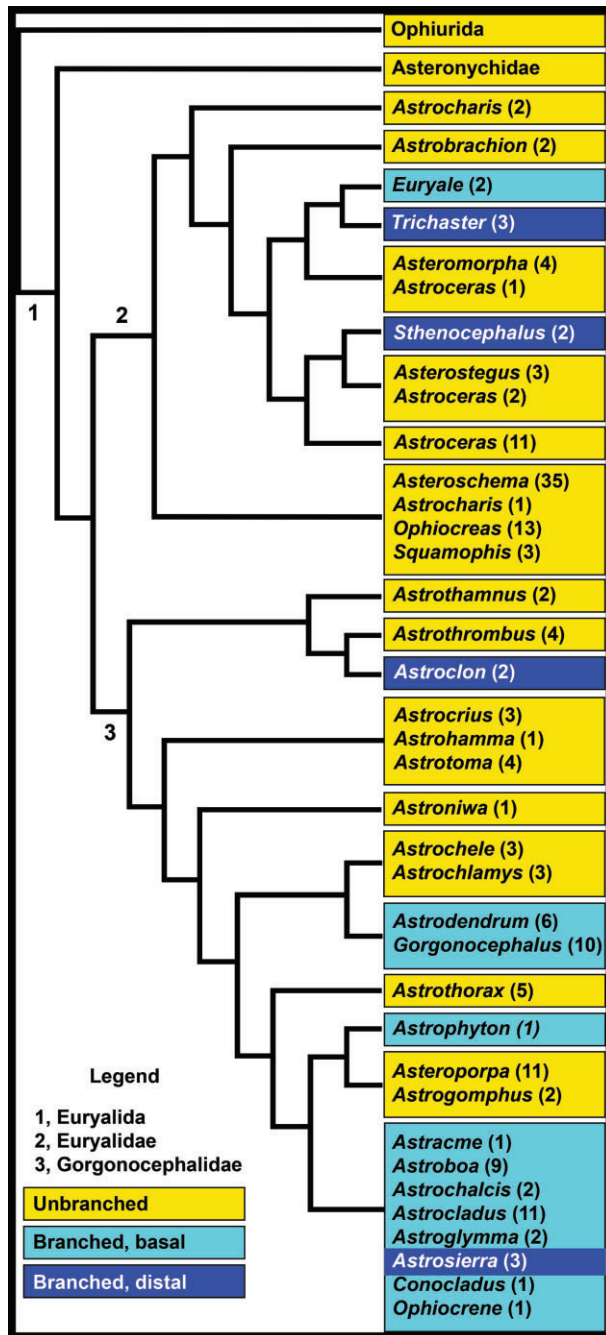 Ophiurida
Asteronychidae
Astrocharis (2)
Astrobrachion (2)
Euryale (2)
Trichaster (3)
Asteromorpha (4)
Astroceras (1)
Sthenocephalus (2)
Asterostegus (3)
Astroceras (2)
Astroceras (11)
Asteroschema (35)
Astrocharis (1)
Ophiocreas (13)
Squamophis (3)
Astrothamnus (2)
Astrothrombus (4)
Astroclon (2)
Astrocrius (3)
Astrohamma (1)
Astrotoma (4)
Astroniwa (1)
Astrochele (3)
Astrochlamys (3)
Astrodendrum (6)
Gorgonocephalus (10)
Astrothorax (5)
Astrophyton (1)
Asteroporpa (11)
Astrogomphus (2)
Astracme (1)
Astroboa (9)
Astrochalcis (2)
Astrocladus (11)
Astroglymma (2)
Astrosierra (3)
Conocladus (1)
Ophiocrene (1)
1
2
3
Legend
1, Euryalida
2, Euryalidae
3, Gorgonocephalidae
Unbranched
Branched, basal
Branched, distal